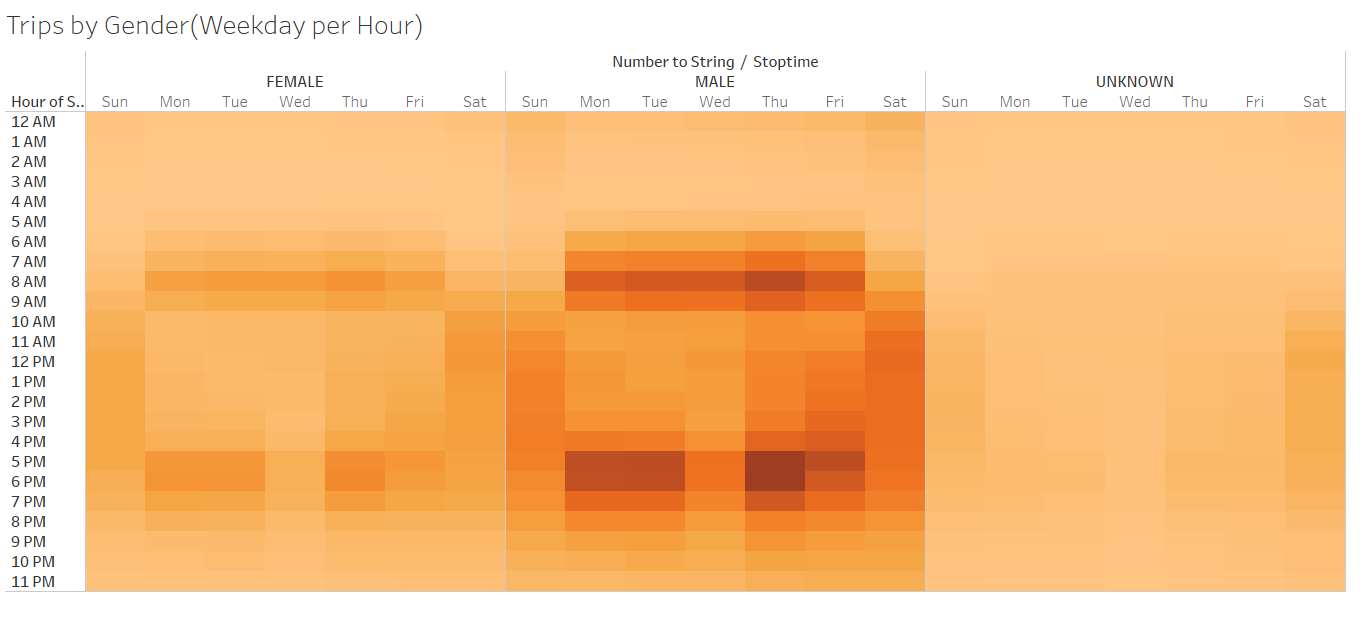 Trips by Gender(Weekday per Hour)
Number to String / Stoptime
FEMALE MALE UNKNOWN
Hour of S.. Sun Mon Tue Wed Thu Fri Sat Sun Mon Tue Wed Thu Fri Sat Sun Mon Tue Wed Thu Fri Sat
12 AM
1 AM
2 AM
3 AM
4 AM
5 AM
6 AM
7 AM
8 AM
9 AM
10 AM
11 AM
12 PM
1 PM
2 PM
3 PM
4 PM
5 PM
6 PM
7 PM
8 PM
9 PM
10 PM
11 PM